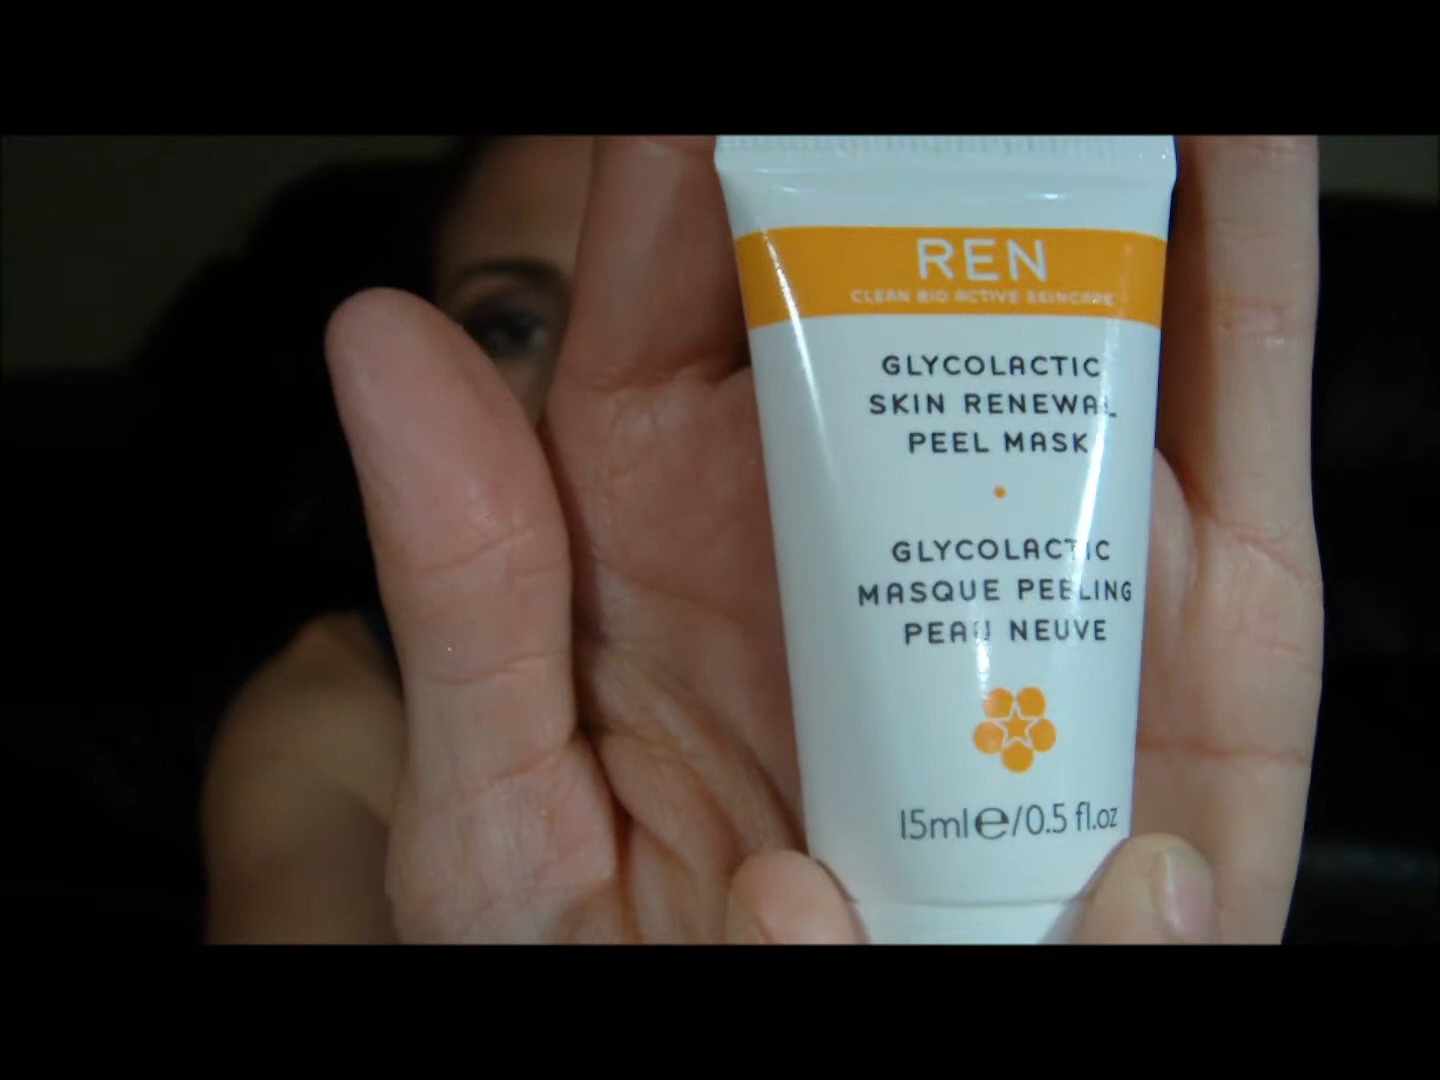 REN
CLEAN BIO ACTIVE SKINCARE
GLYCOLACTIC
SKIN RENEWAL
PEEL MASK
GLYCOLACTIC
MASQUE PEELING
PEAU NEUVE
15ml℮/0.5 fl.oz